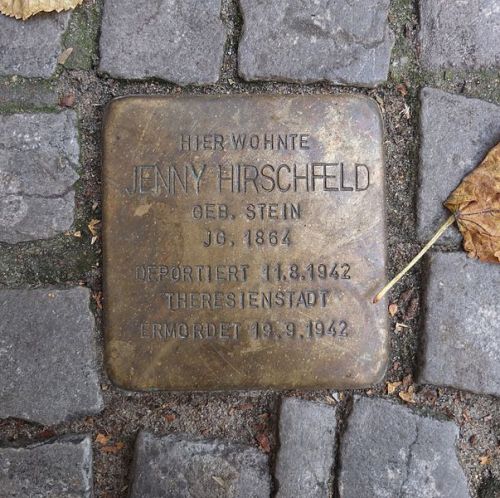 HIER WOHNTE
JENNY HIRSCHFELD
GEB. STEIN
JG. 1864
DEPORTIERT 11.8.1942
THERESIENSTADT
ERMORDET 19.9.1942